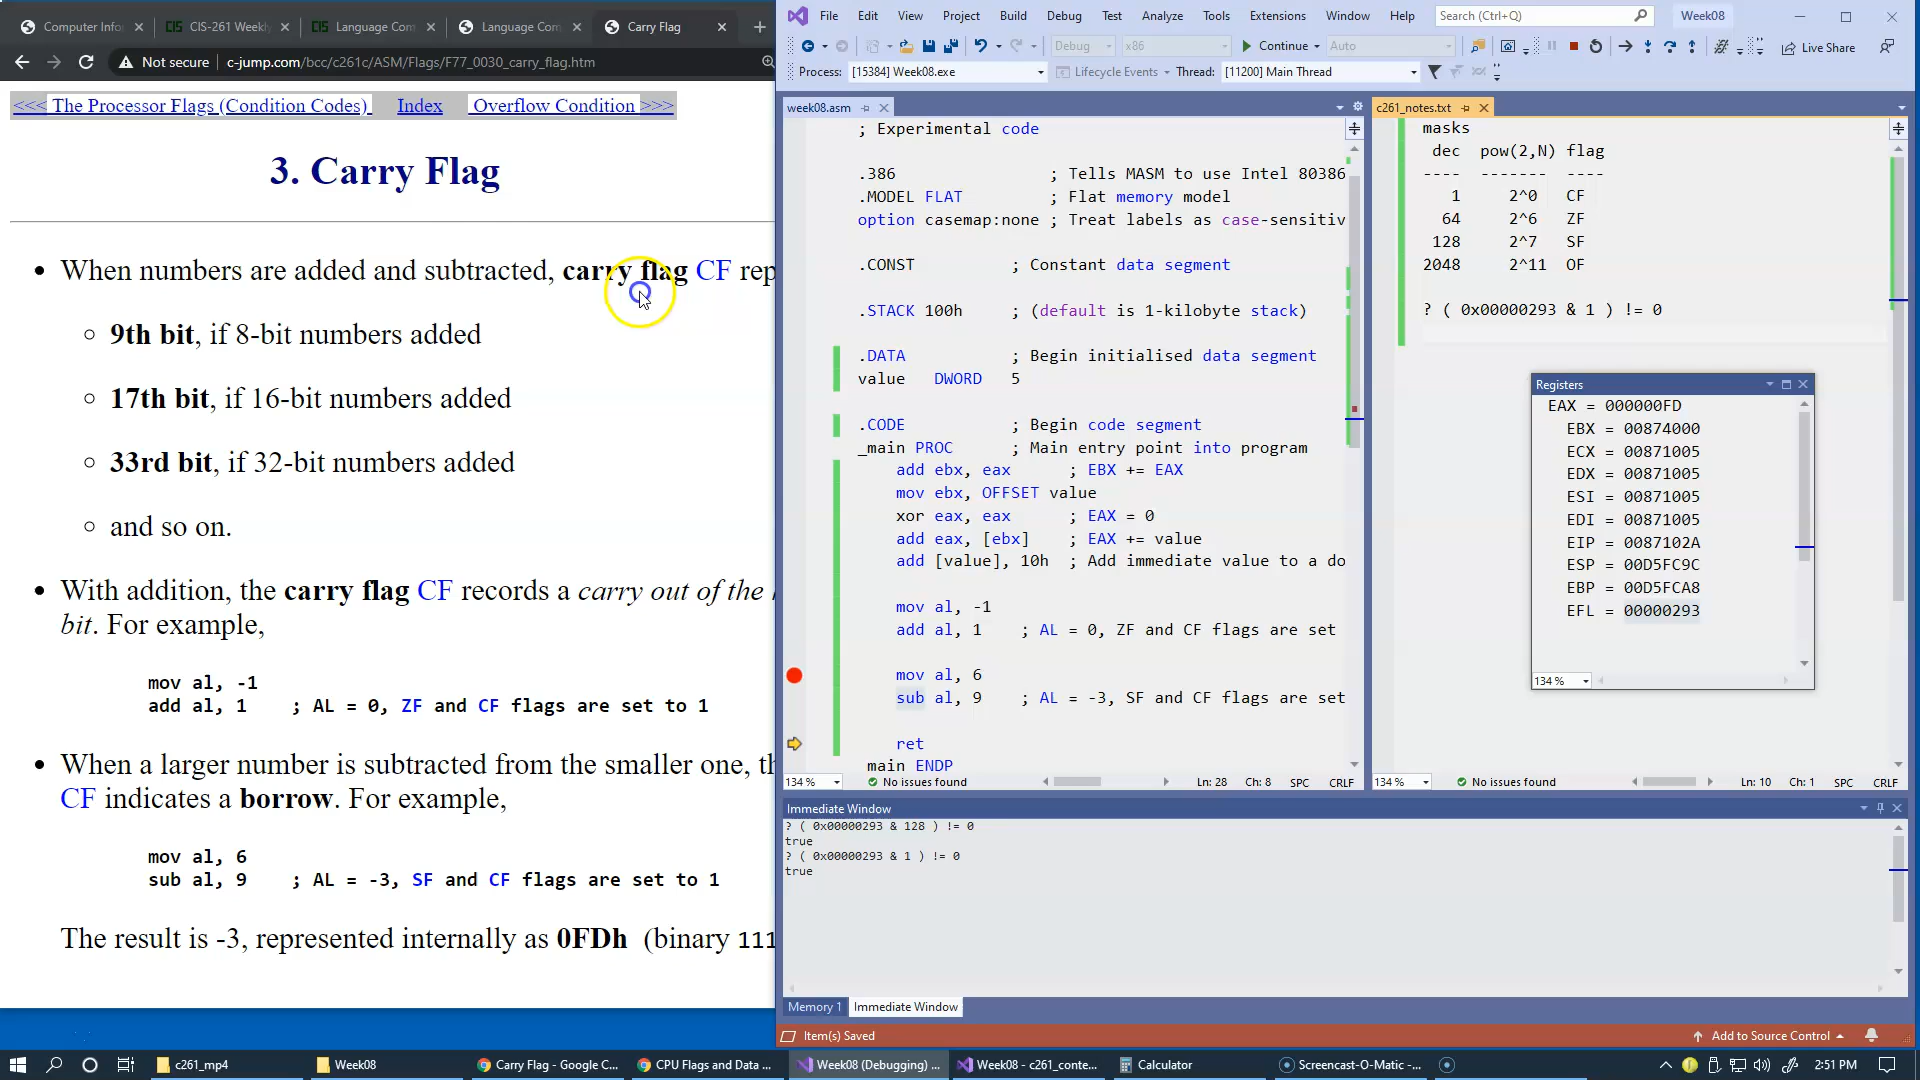 Computer Info
CIS-261 Weekly
Language Com
Language Com
Carry Flag
Not secure
c-jump.com/bcc/c261c/ASM/Flags/F77_0030_carry_flag.htm
<<< The Processor Flags (Condition Codes)
Index
Overflow Condition >>>
3. Carry Flag
When numbers are added and subtracted, carry flag CF rep
9th bit, if 8-bit numbers added
17th bit, if 16-bit numbers added
33rd bit, if 32-bit numbers added
and so on.
With addition, the carry flag CF records a carry out of the
bit. For example,
mov al, -1
add al, 1 ; AL = 0, ZF and CF flags are set to 1
When a larger number is subtracted from the smaller one, th
CF indicates a borrow. For example,
mov al, 6
sub al, 9 ; AL = -3, SF and CF flags are set to 1
The result is -3, represented internally as 0FDh (binary 111
File Edit View Project Build Debug Test Analyze Tools Extensions Window Help
Search (Ctrl+Q)
Week08
Debug
x86
Continue
Auto
Live Share
Process: [15384] Week08.exe
Lifecycle Events
Thread: [11200] Main Thread
week08.asm
; Experimental code
.386 ; Tells MASM to use Intel 80386
.MODEL FLAT ; Flat memory model
option casemap:none ; Treat labels as case-sensitiv
.CONST ; Constant data segment
.STACK 100h ; (default is 1-kilobyte stack)
.DATA ; Begin initialised data segment
value DWORD 5
.CODE ; Begin code segment
_main PROC ; Main entry point into program
add ebx, eax ; EBX += EAX
mov ebx, OFFSET value
xor eax, eax ; EAX = 0
add eax, [ebx] ; EAX += value
add [value], 10h ; Add immediate value to a do
mov al, -1
add al, 1 ; AL = 0, ZF and CF flags are set
mov al, 6
sub al, 9 ; AL = -3, SF and CF flags are set
ret
main ENDP
134 %
No issues found
Ln: 28
Ch: 8
SPC
CRLF
c261_notes.txt
masks
dec pow(2,N) flag
---- ------- ----
1 2^0 CF
64 2^6 ZF
128 2^7 SF
2048 2^11 OF
? ( 0x00000293 & 1 ) != 0
Registers
EAX = 000000FD
EBX = 00874000
ECX = 00871005
EDX = 00871005
ESI = 00871005
EDI = 00871005
EIP = 0087102A
ESP = 00D5FC9C
EBP = 00D5FCA8
EFL = 00000293
134 %
134 %
No issues found
Ln: 10
Ch: 1
SPC
CRLF
Immediate Window
? ( 0x00000293 & 128 ) != 0
true
? ( 0x00000293 & 1 ) != 0
true
Memory 1
Immediate Window
Item(s) Saved
Add to Source Control
c261_mp4
Week08
Carry Flag - Google C...
CPU Flags and Data ...
Week08 (Debugging) ...
Week08 - c261_conte...
Calculator
Screencast-O-Matic -...
2:51 PM